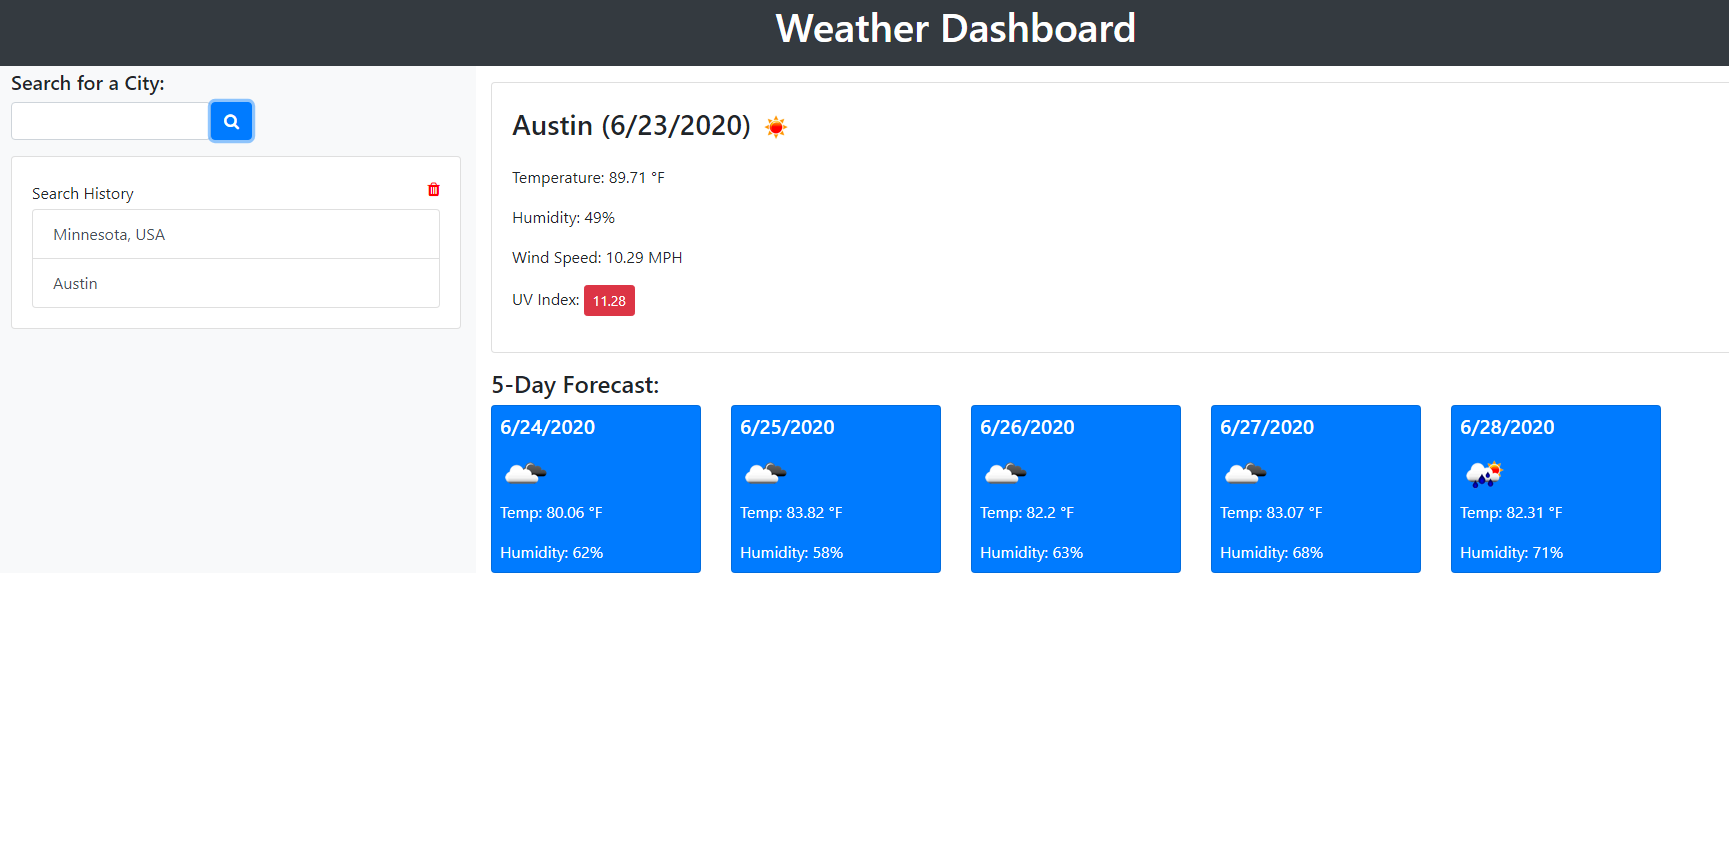 Weather Dashboard
Search for a City:
Search History
Minnesota, USA
Austin
Austin (6/23/2020)
Temperature: 89.71 °F
Humidity: 49%
Wind Speed: 10.29 MPH
UV Index: 11.28
5-Day Forecast:
6/24/2020
Temp: 80.06 °F
Humidity: 62%
6/25/2020
Temp: 83.82 °F
Humidity: 58%
6/26/2020
Temp: 82.2 °F
Humidity: 63%
6/27/2020
Temp: 83.07 °F
Humidity: 68%
6/28/2020
Temp: 82.31 °F
Humidity: 71%